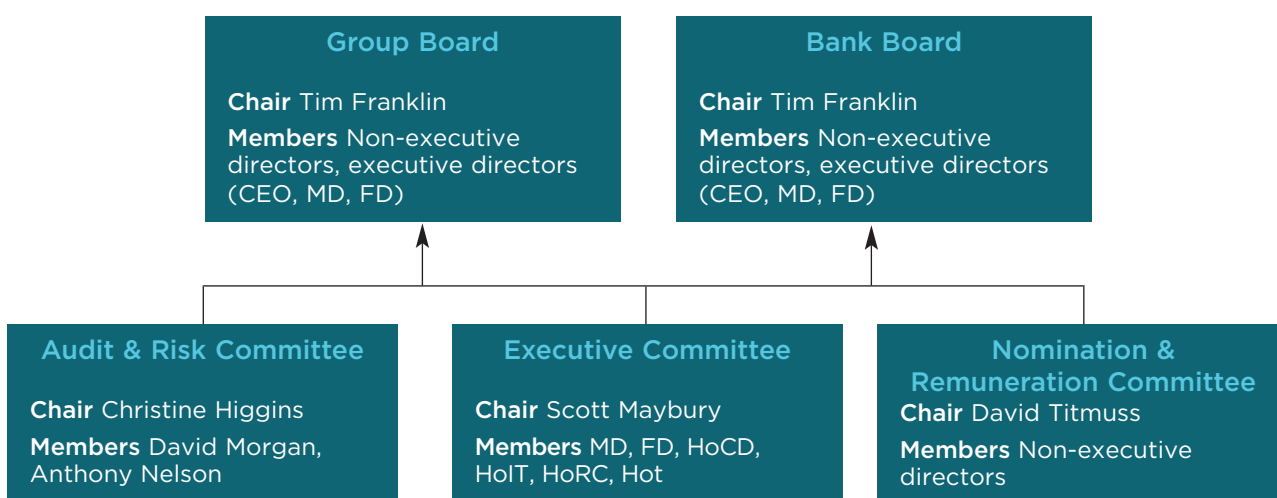 Group Board
Chair Tim Franklin
Members Non-executive
directors, executive directors
(CEO, MD, FD)
Bank Board
Chair Tim Franklin
Members Non-executive
directors, executive directors
(CEO, MD, FD)
Audit & Risk Committee
Chair Christine Higgins
Members David Morgan,
Anthony Nelson
Executive Committee
Chair Scott Maybury
Members MD, FD, HoCD,
HoIT, HoRC, Hot
Nomination &
Remuneration Committee
Chair David Titmuss
Members Non-executive
directors